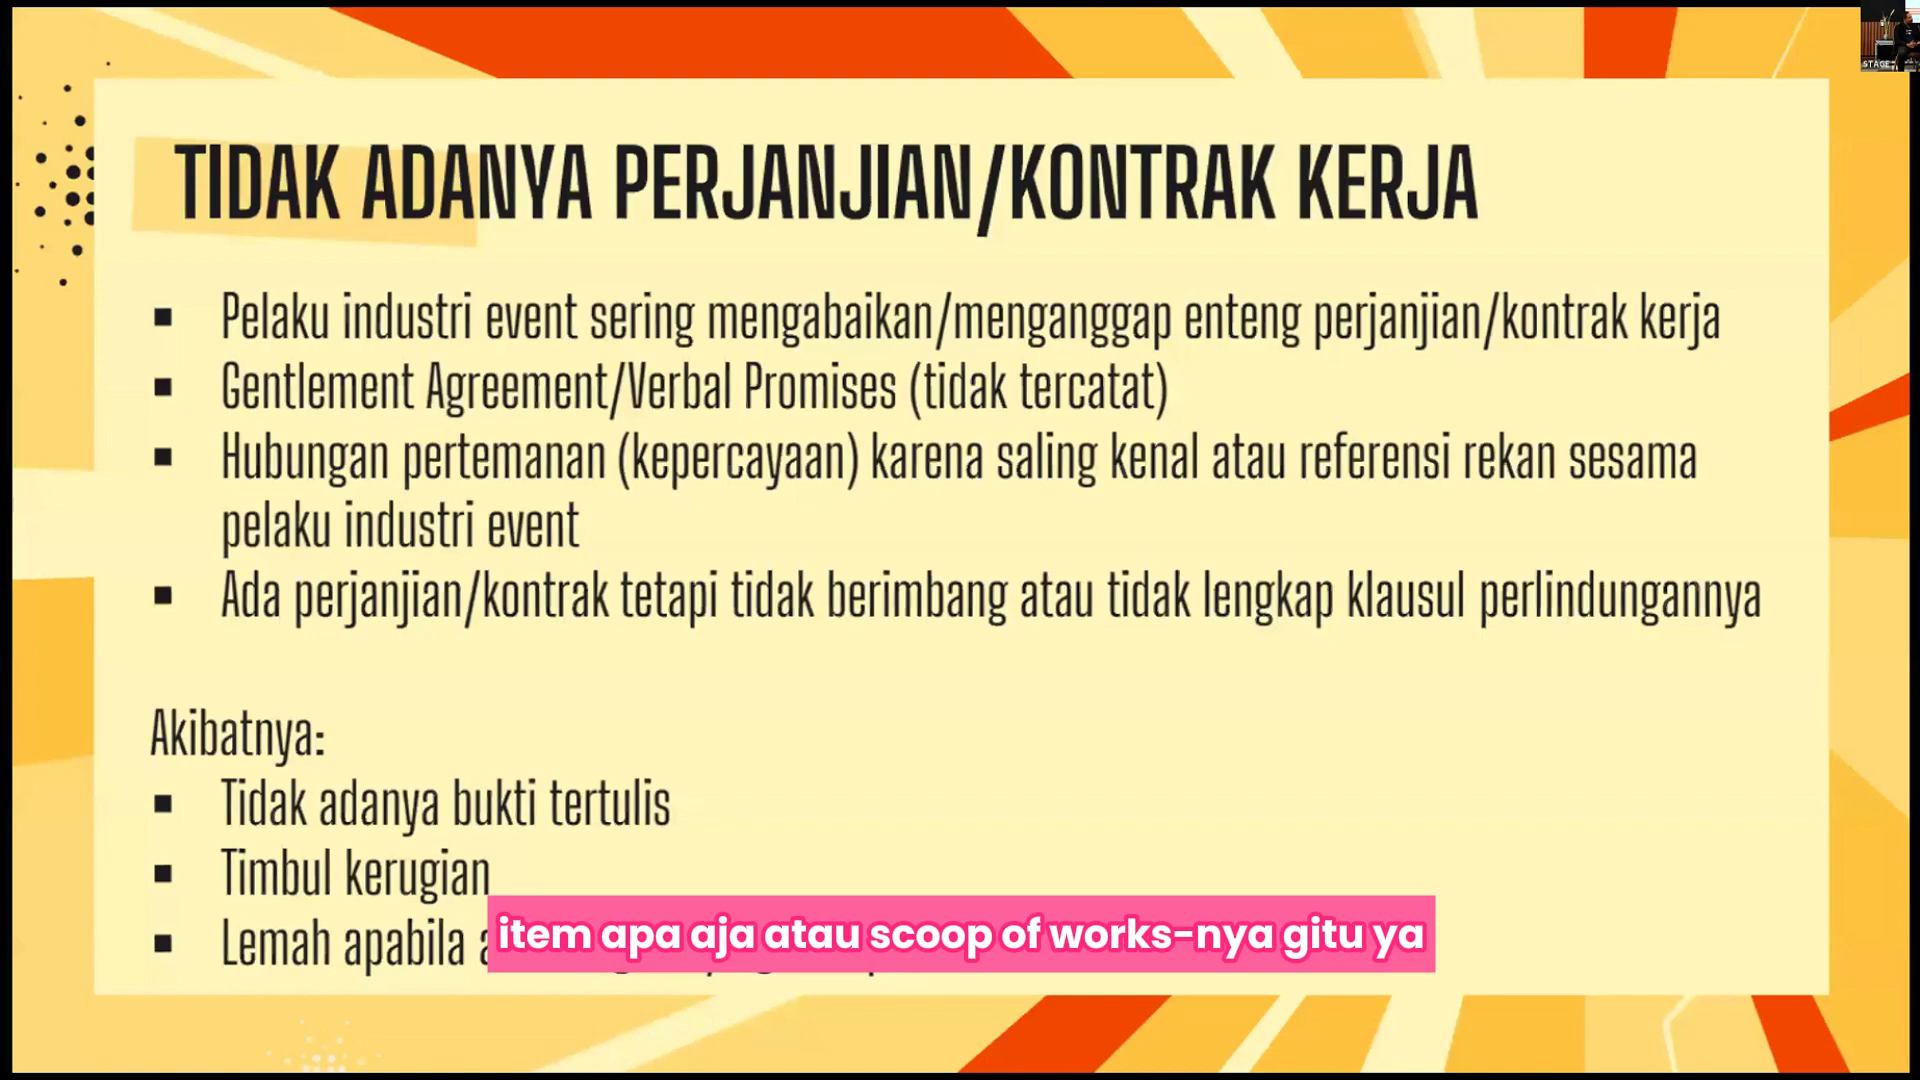 STAGE
TIDAK ADANYA PERJANJIAN/KONTRAK KERJA
▪ Pelaku industri event sering mengabaikan/menganggap enteng perjanjian/kontrak kerja
▪ Gentlement Agreement/Verbal Promises (tidak tercatat)
▪ Hubungan pertemanan (kepercayaan) karena saling kenal atau referensi rekan sesama
pelaku industri event
▪ Ada perjanjian/kontrak tetapi tidak berimbang atau tidak lengkap klausul perlindungannya
Akibatnya:
▪ Tidak adanya bukti tertulis
▪ Timbul kerugian
▪ Lemah apabila
item apa aja atau scoop of works-nya gitu ya